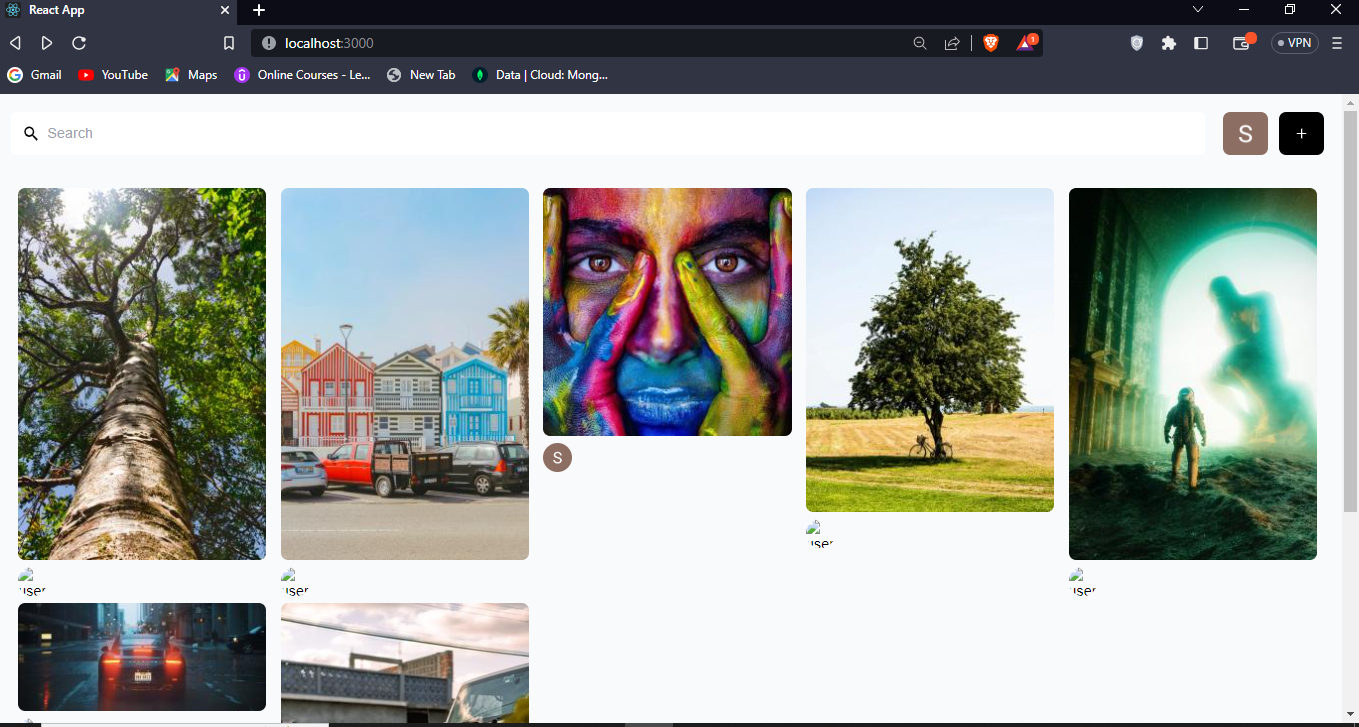 React App
localhost:3000
1
VPN
Gmail
YouTube
Maps
Online Courses - Le...
New Tab
Data | Cloud: Mong...
Search
S
+
S
user
user
user
user